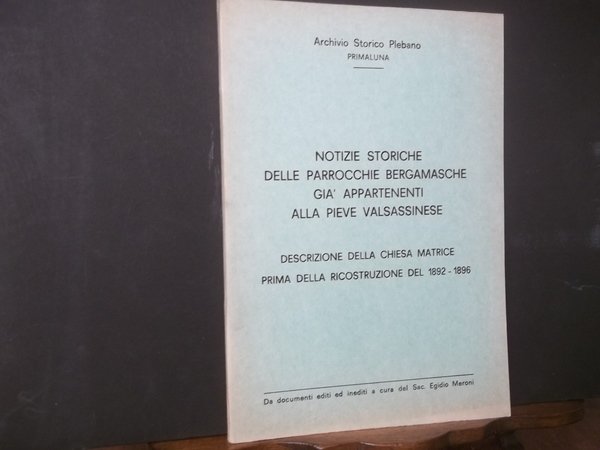 Archivio Storico Plebano
PRIMALUNA
NOTIZIE STORICHE
DELLE PARROCCHIE BERGAMASCHE
GIA' APPARTENENTI
ALLA PIEVE VALSASSINESE
DESCRIZIONE DELLA CHIESA MATRICE
PRIMA DELLA RICOSTRUZIONE DEL 1892 - 1896
Da documenti editi ed inediti a cura del Sac. Egidio Meroni